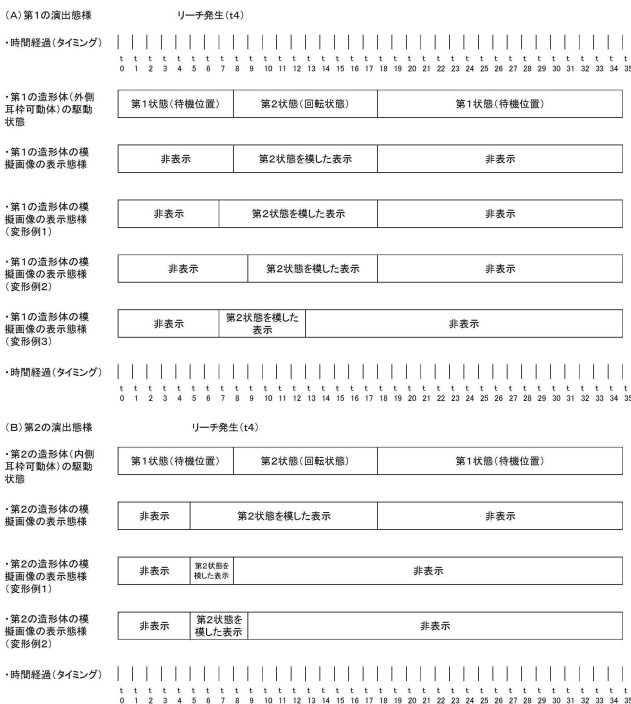 (A)第1の演出態様
リーチ発生(t4)
・時間経過(タイミング)
t t t t t t t t t t t t t t t t t t t t t t t t t t t t t t t t t t t t
0 1 2 3 4 5 6 7 8 9 10 11 12 13 14 15 16 17 18 19 20 21 22 23 24 25 26 27 28 29 30 31 32 33 34 35
・第1の造形体(外側
耳枠可動体)の駆動
状態
第1状態(待機位置) 第2状態(回転状態) 第1状態(待機位置)
・第1の造形体の模
擬画像の表示態様
非表示 第2状態を模した表示 非表示
・第1の造形体の模
擬画像の表示態様
(変形例1)
非表示 第2状態を模した表示 非表示
・第1の造形体の模
擬画像の表示態様
(変形例2)
非表示 第2状態を模した表示 非表示
・第1の造形体の模
擬画像の表示態様
(変形例3)
非表示 第2状態を模した
表示 非表示
・時間経過(タイミング)
t t t t t t t t t t t t t t t t t t t t t t t t t t t t t t t t t t t t
0 1 2 3 4 5 6 7 8 9 10 11 12 13 14 15 16 17 18 19 20 21 22 23 24 25 26 27 28 29 30 31 32 33 34 35
(B)第2の演出態様
リーチ発生(t4)
・第2の造形体(内側
耳枠可動体)の駆動
状態
第1状態(待機位置) 第2状態(回転状態) 第1状態(待機位置)
・第2の造形体の模
擬画像の表示態様
非表示 第2状態を模した表示 非表示
・第2の造形体の模
擬画像の表示態様
(変形例1)
非表示 第2状態を
模した表示 非表示
・第2の造形体の模
擬画像の表示態様
(変形例2)
非表示 第2状態を
模した表示 非表示
・時間経過(タイミング)
t t t t t t t t t t t t t t t t t t t t t t t t t t t t t t t t t t t t
0 1 2 3 4 5 6 7 8 9 10 11 12 13 14 15 16 17 18 19 20 21 22 23 24 25 26 27 28 29 30 31 32 33 34 35